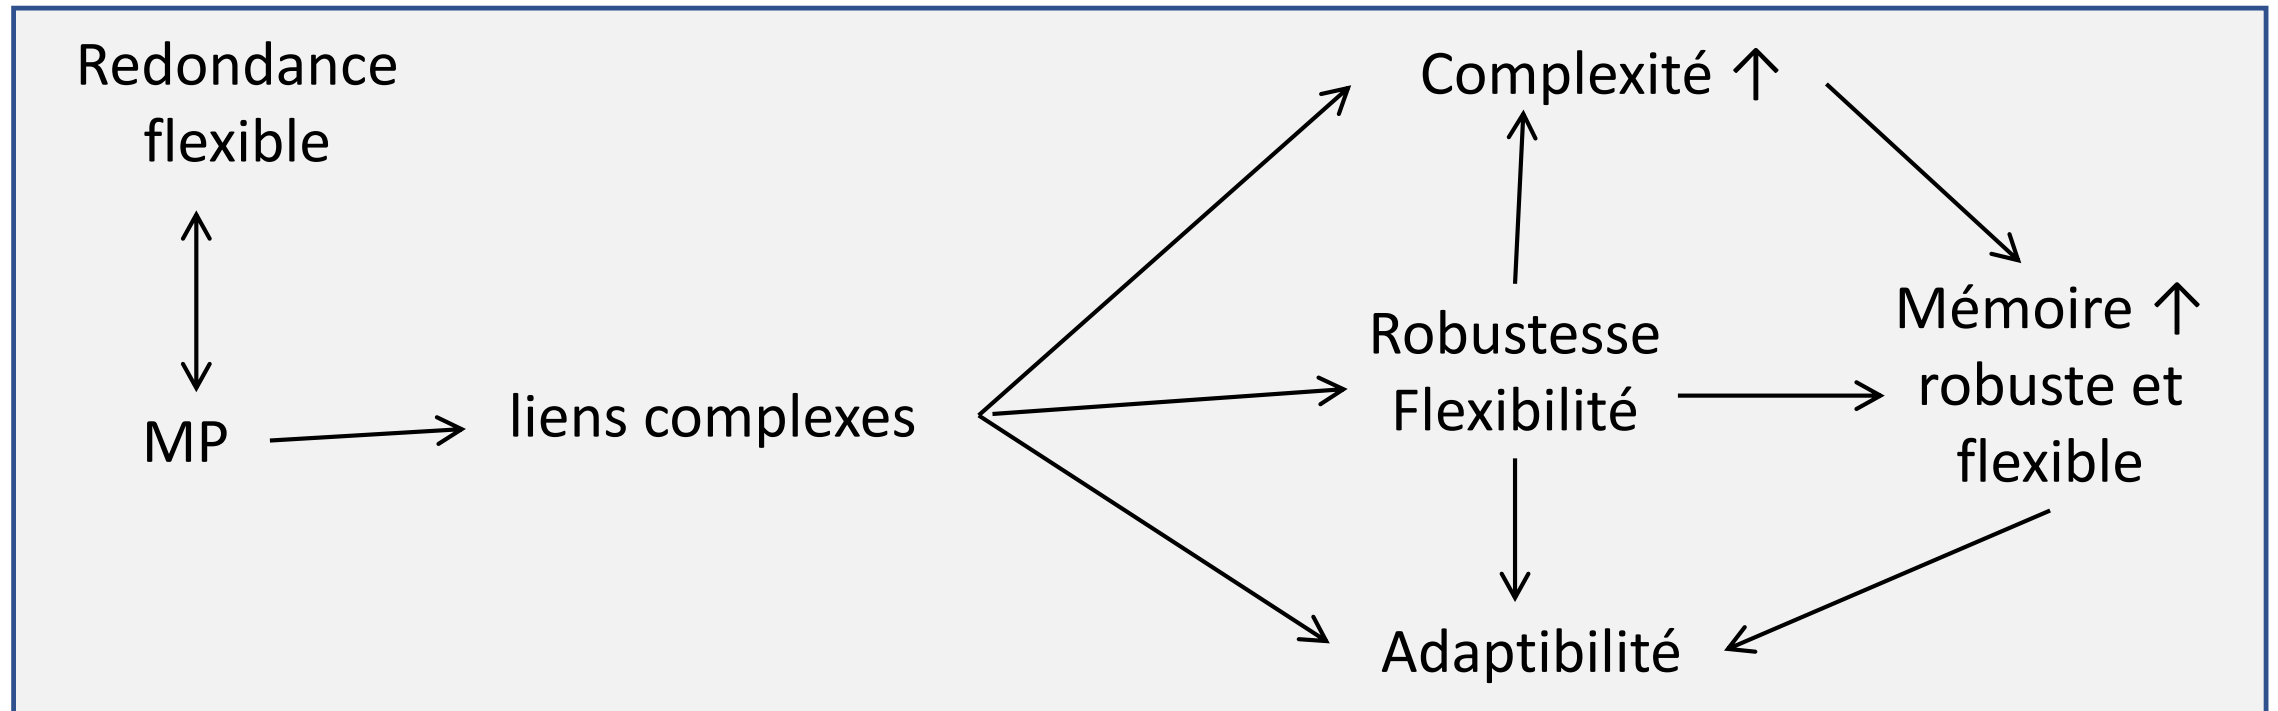 Redondance
flexible
MP
liens complexes
Complexité ↑
Robustesse
Flexibilité
Mémoire ↑
robuste et
flexible
Adaptibilité